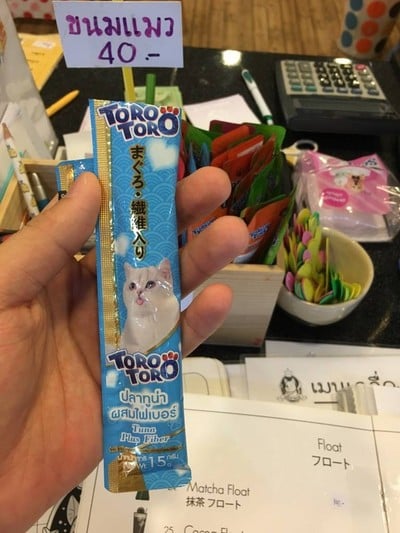 ขนมแมว
40.-
TORO
TORO
まぐろ・繊維入り
TORO
TORO
ปลาทูน่า
ผสมไฟเบอร์
Tuna
Plus Fiber
15
Float
フロート
Matcha Float
抹茶 フロート
25